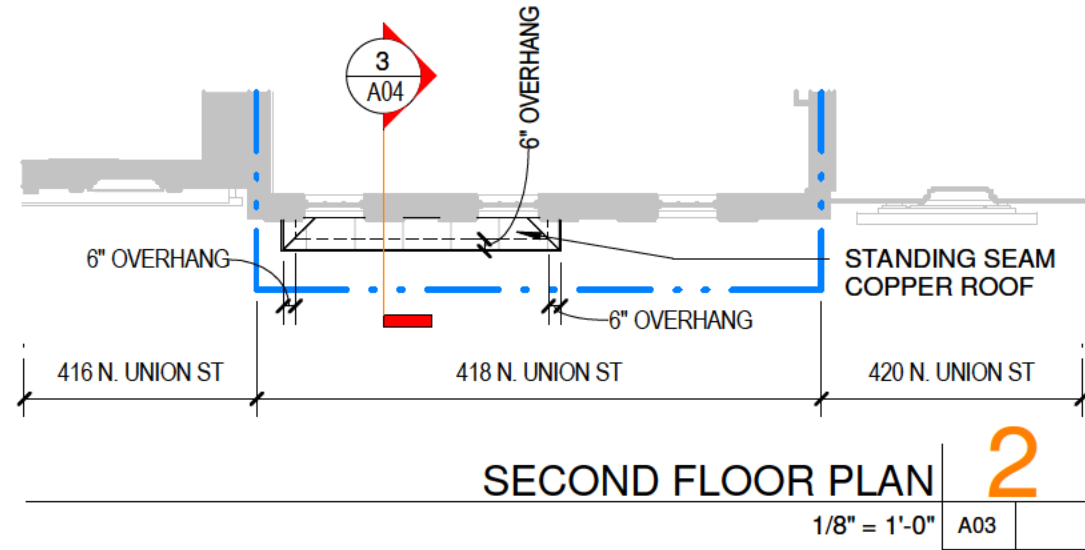 3
A04
6" OVERHANG
6" OVERHANG
STANDING SEAM
COPPER ROOF
6" OVERHANG
416 N. UNION ST
418 N. UNION ST
420 N. UNION ST
SECOND FLOOR PLAN
2
1/8" = 1'-0"
A03